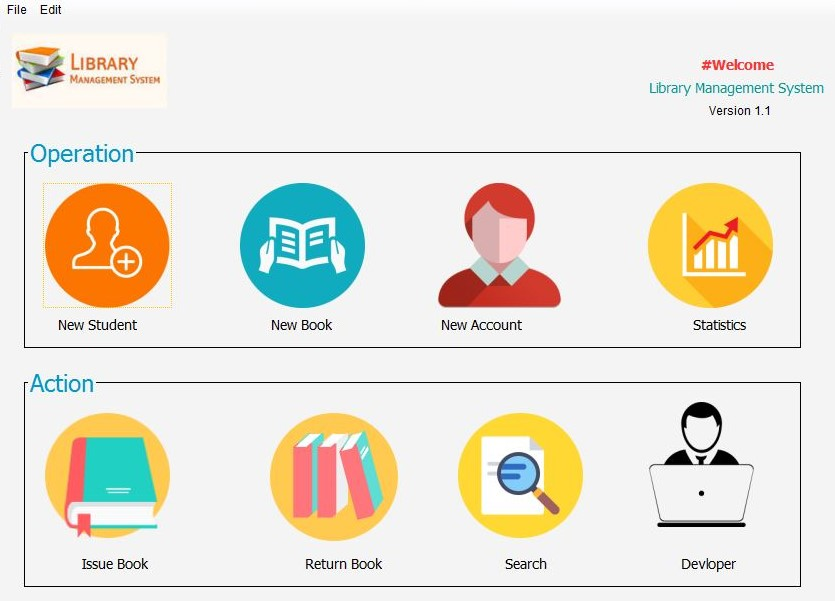 File Edit
LIBRARY
MANAGEMENT SYSTEM
#Welcome
Library Management System
Version 1.1
Operation
New Student
New Book
New Account
Statistics
Action
Issue Book
Return Book
Search
Devloper